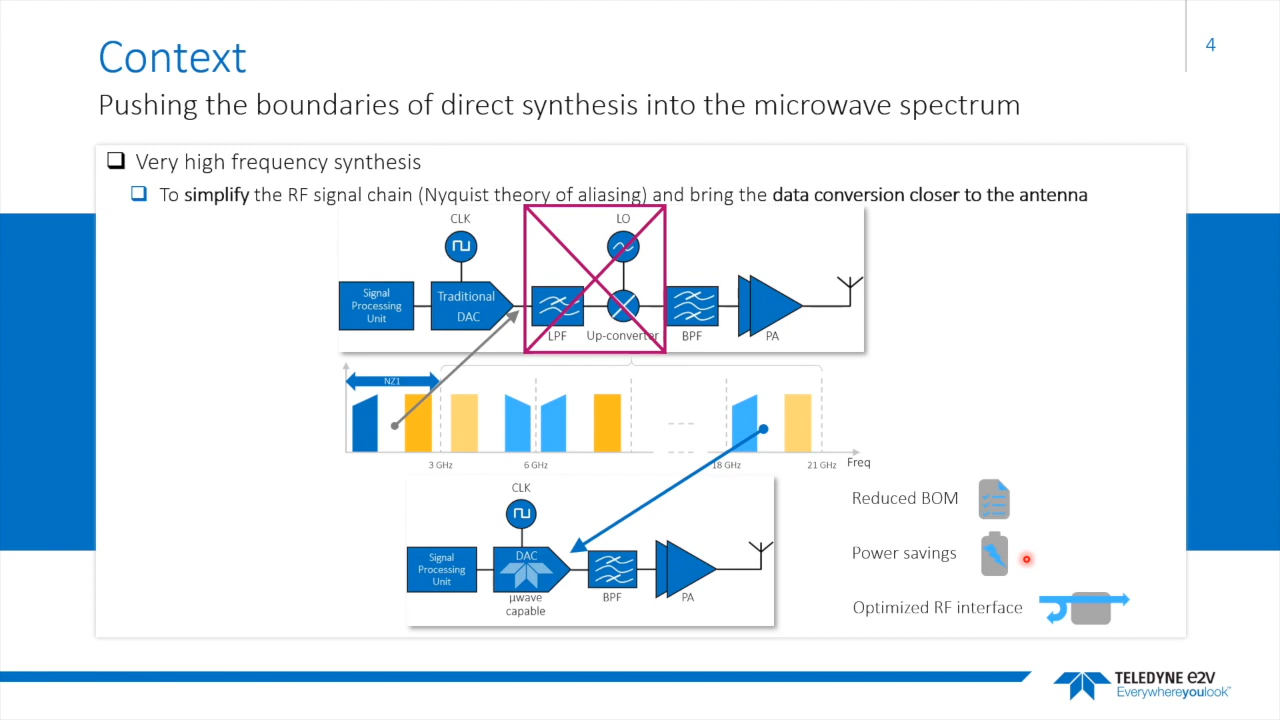 4
Context
Pushing the boundaries of direct synthesis into the microwave spectrum
Very high frequency synthesis
To simplify the RF signal chain (Nyquist theory of aliasing) and bring the data conversion closer to the antenna
CLK
LO
Signal
Processing
Unit
Traditional
DAC
LPF
Up-converter
BPF
PA
NZ1
3 GHz
6 GHz
18 GHz
21 GHz
Freq
CLK
Signal
Processing
Unit
DAC
µwave
capable
BPF
PA
Reduced BOM
Power savings
Optimized RF interface
TELEDYNE e2v
Everywhereyoulook™